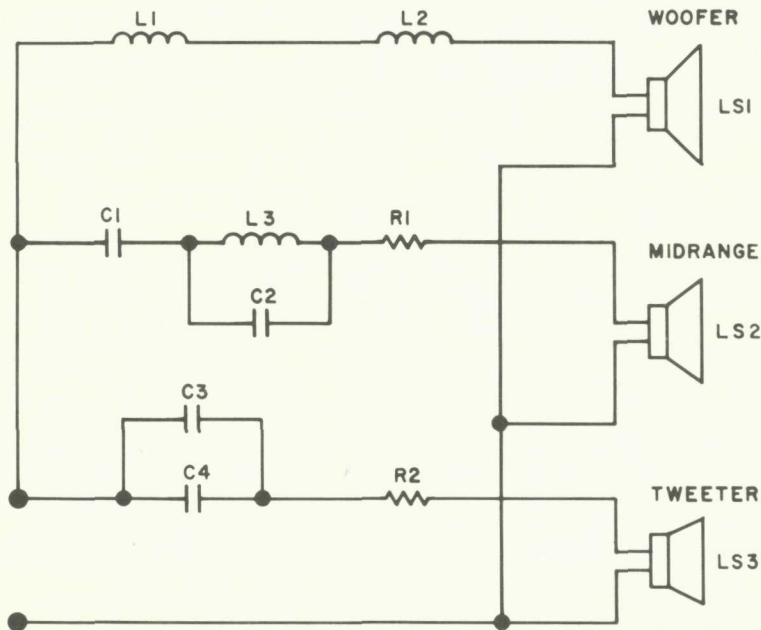 L1
L2
WOOFER
LS1
C1
L3
R1
MIDRANGE
C2
LS2
C3
C4
R2
TWEETER
LS3